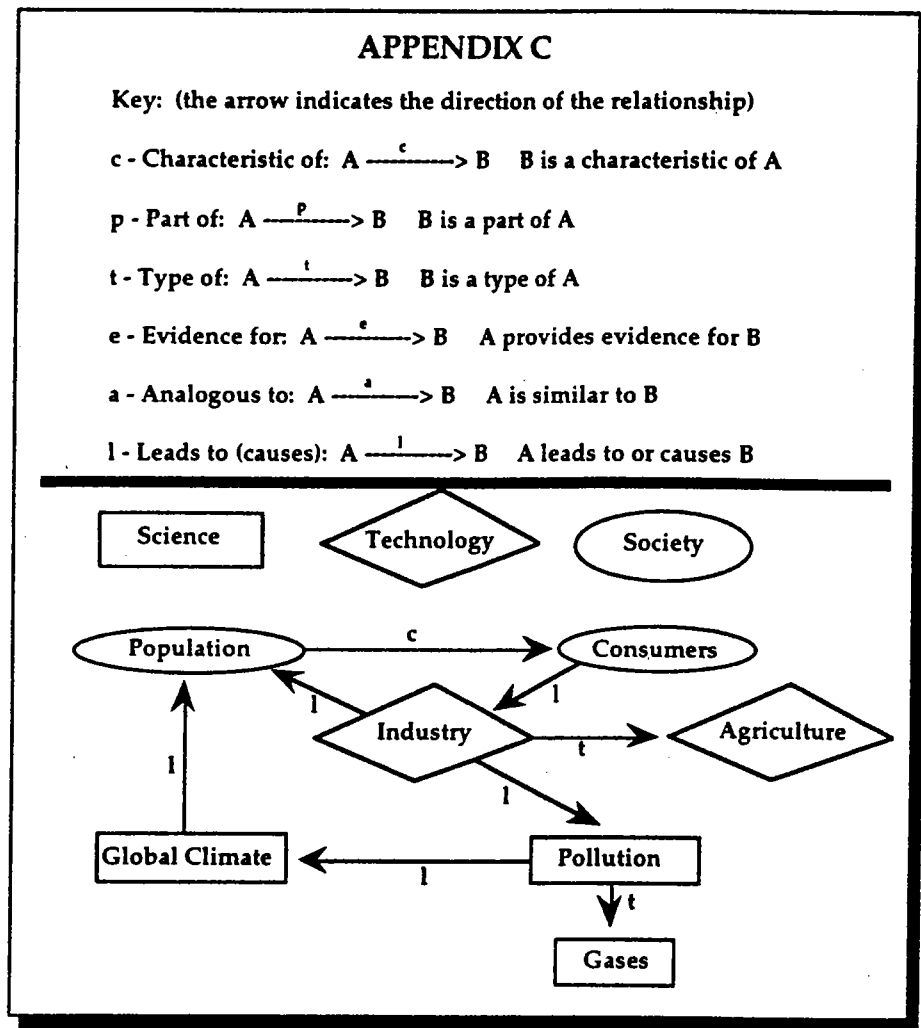 APPENDIX C
Key: (the arrow indicates the direction of the relationship)
c - Characteristic of: A ---c---> B B is a characteristic of A
p - Part of: A ---p---> B B is a part of A
t - Type of: A ---t---> B B is a type of A
e - Evidence for: A ---e---> B A provides evidence for B
a - Analogous to: A ---a---> B A is similar to B
l - Leads to (causes): A ---l---> B A leads to or causes B
Science Technology Society
Population c Consumers
l l
Industry t Agriculture
l l
Global Climate l Pollution
t
Gases